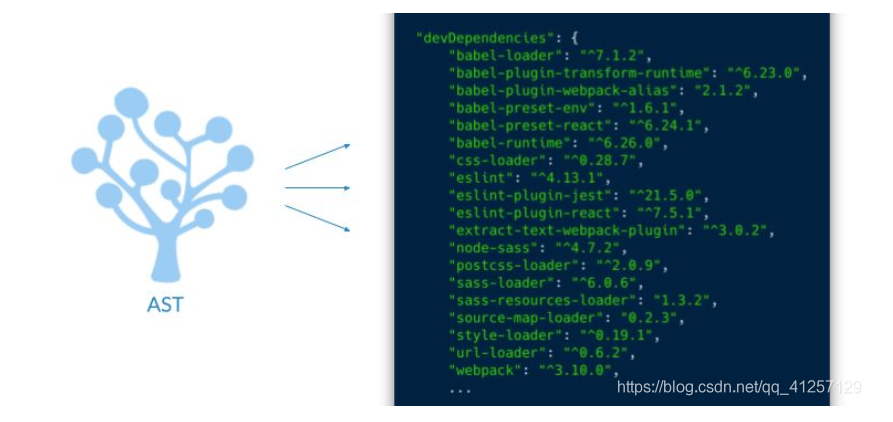 AST
"devDependencies": {
"babel-loader": "^7.1.2",
"babel-plugin-transform-runtime": "^6.23.0",
"babel-plugin-webpack-alias": "2.1.2",
"babel-preset-env": "^1.6.1",
"babel-preset-react": "^6.24.1",
"babel-runtime": "^6.26.0",
"css-loader": "^0.28.7",
"eslint": "^4.13.1",
"eslint-plugin-jest": "^21.5.0",
"eslint-plugin-react": "^7.5.1",
"extract-text-webpack-plugin": "^3.0.2",
"node-sass": "^4.7.2",
"postcss-loader": "^2.0.9",
"sass-loader": "^6.0.6",
"sass-resources-loader": "1.3.2",
"source-map-loader": "0.2.3",
"style-loader": "^0.19.1",
"url-loader": "^0.6.2",
"webpack": "^3.10.0",
...
https://blog.csdn.net/qq_41257129